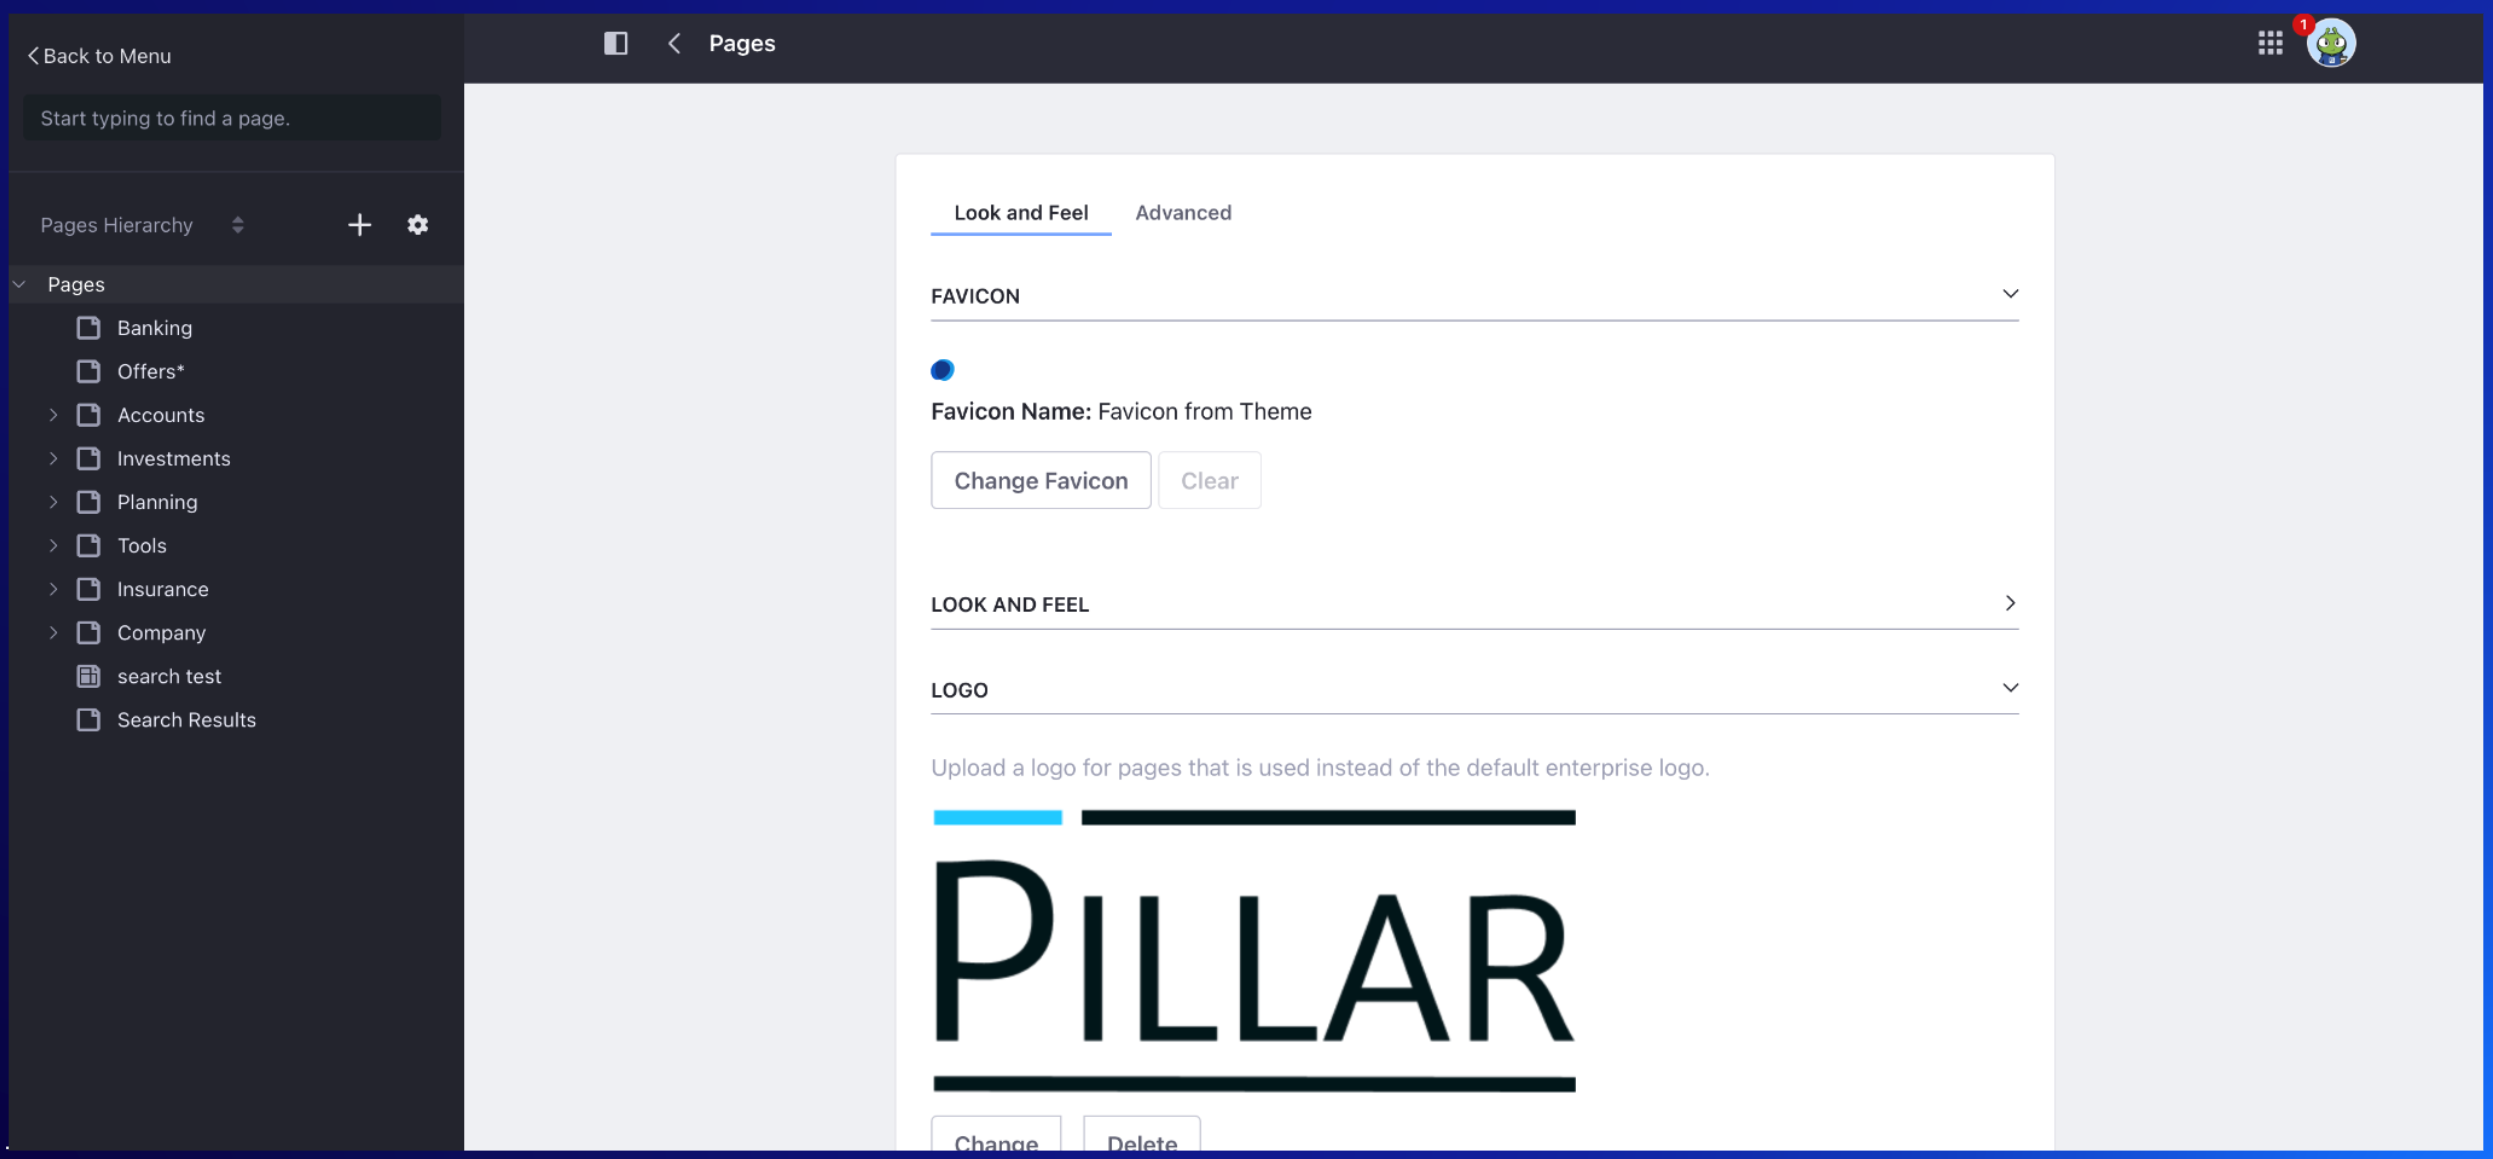 Back to Menu
Start typing to find a page.
Pages Hierarchy
Pages
Banking
Offers*
Accounts
Investments
Planning
Tools
Insurance
Company
search test
Search Results
Pages
1
Look and Feel
Advanced
FAVICON
Favicon Name: Favicon from Theme
Change Favicon
Clear
LOOK AND FEEL
LOGO
Upload a logo for pages that is used instead of the default enterprise logo.
PILLAR
Change
Delete